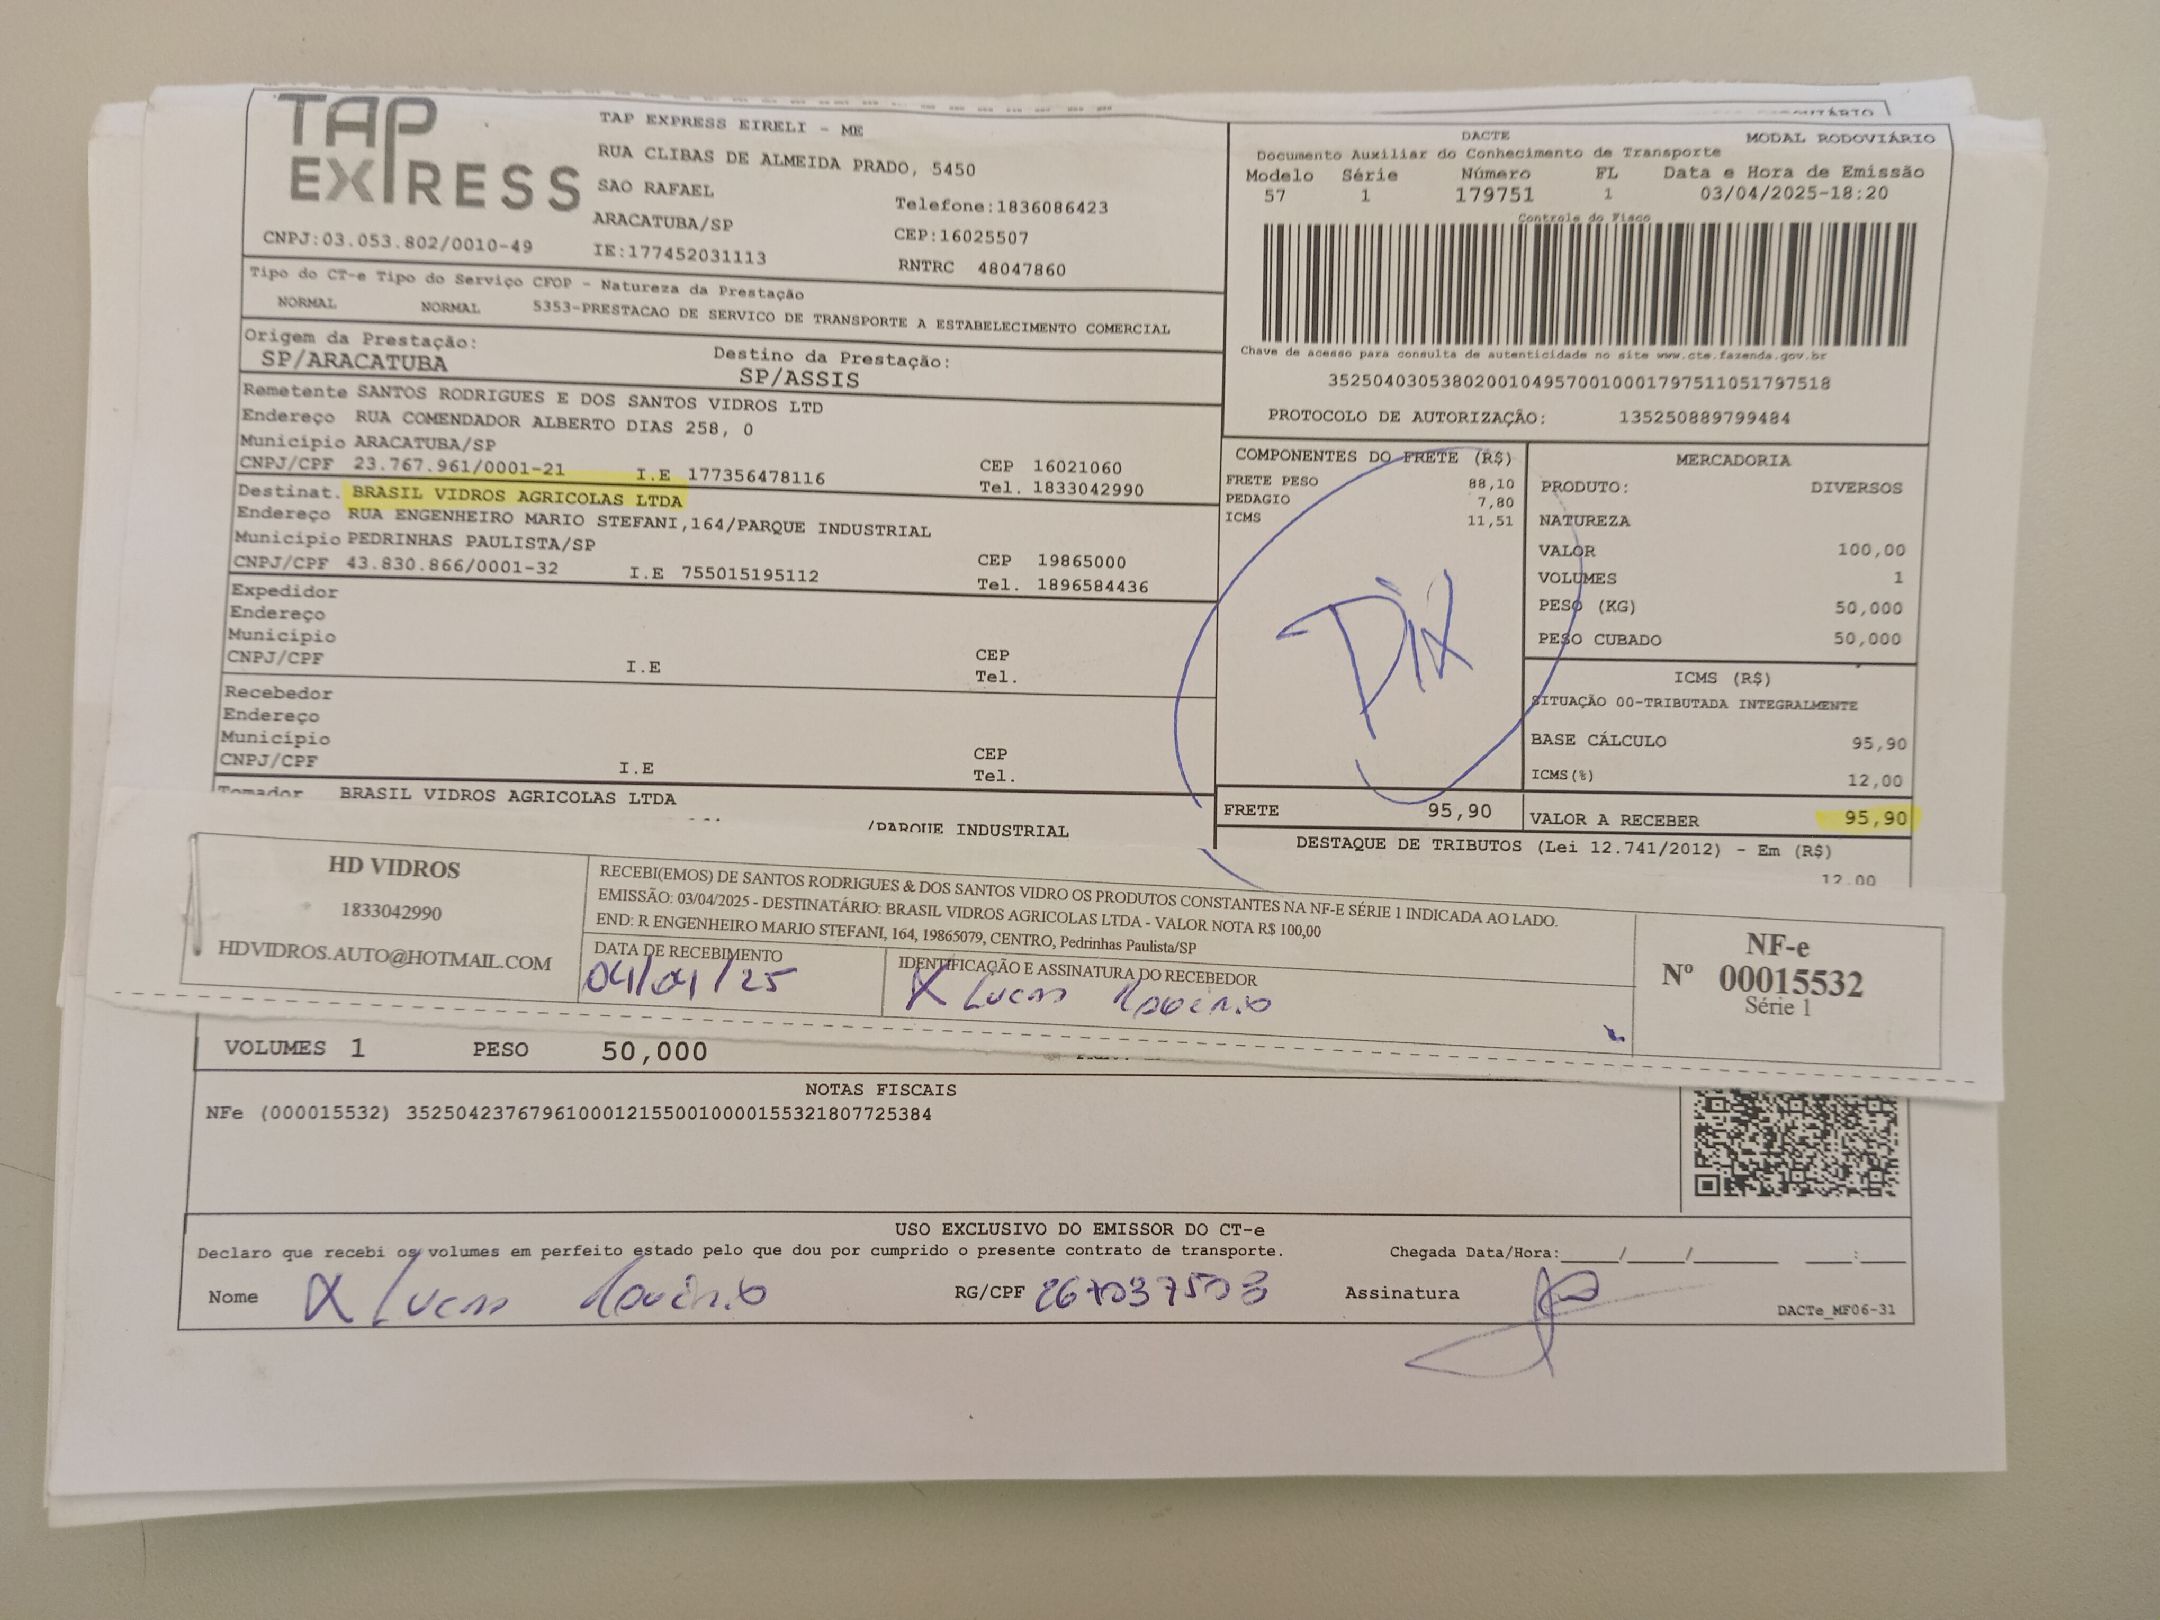 TAP
EXPRESS
CNPJ:03.053.802/0010-49
TAP EXPRESS EIRELI - ME
RUA CLIBAS DE ALMEIDA PRADO, 5450
SAO RAFAEL
Telefone:1836086423
ARACATUBA/SP
CEP:16025507
IE:177452031113
RNTRC 48047860
DACTE
MODAL RODOVIÁRIO
Documento Auxiliar do Conhecimento de Transporte
Modelo Série Número FL Data e Hora de Emissão
57 1 179751 1 03/04/2025-18:20
Controle do Fisco
Chave de acesso para consulta de autenticidade no site www.cte.fazenda.gov.br
35250403053802001049570010001797511051797518
PROTOCOLO DE AUTORIZAÇÃO: 135250889799484
Tipo do CT-e Tipo do Serviço CFOP - Natureza da Prestação
NORMAL NORMAL 5353-PRESTACAO DE SERVICO DE TRANSPORTE A ESTABELECIMENTO COMERCIAL
Origem da Prestação: Destino da Prestação:
SP/ARACATUBA SP/ASSIS
Remetente SANTOS RODRIGUES E DOS SANTOS VIDROS LTD
Endereço RUA COMENDADOR ALBERTO DIAS 258, 0
Município ARACATUBA/SP CEP 16021060
CNPJ/CPF 23.767.961/0001-21 I.E 177356478116 Tel. 1833042990
Destinat. BRASIL VIDROS AGRICOLAS LTDA
Endereço RUA ENGENHEIRO MARIO STEFANI,164/PARQUE INDUSTRIAL
Município PEDRINHAS PAULISTA/SP CEP 19865000
CNPJ/CPF 43.830.866/0001-32 I.E 755015195112 Tel. 1896584436
Expedidor
Endereço
Município CEP
CNPJ/CPF I.E Tel.
Recebedor
Endereço
Município CEP
CNPJ/CPF I.E Tel.
Tomador BRASIL VIDROS AGRICOLAS LTDA
/PARQUE INDUSTRIAL
COMPONENTES DO FRETE (R$)
FRETE PESO 88,10
PEDAGIO 7,80
ICMS 11,51
FRETE 95,90
MERCADORIA
PRODUTO: DIVERSOS
NATUREZA
VALOR 100,00
VOLUMES 1
PESO (KG) 50,000
PESO CUBADO 50,000
ICMS (R$)
SITUAÇÃO 00-TRIBUTADA INTEGRALMENTE
BASE CÁLCULO 95,90
ICMS(%) 12,00
VALOR A RECEBER 95,90
DESTAQUE DE TRIBUTOS (Lei 12.741/2012) - Em (R$)
12.00
HD VIDROS
1833042990
HDVIDROS.AUTO@HOTMAIL.COM
RECEBI(EMOS) DE SANTOS RODRIGUES & DOS SANTOS VIDRO OS PRODUTOS CONSTANTES NA NF-E SÉRIE 1 INDICADA AO LADO.
EMISSÃO: 03/04/2025 - DESTINATÁRIO: BRASIL VIDROS AGRICOLAS LTDA - VALOR NOTA R$ 100,00
END: R ENGENHEIRO MARIO STEFANI, 164, 19865079, CENTRO, Pedrinhas Paulista/SP
DATA DE RECEBIMENTO
04/04/25
IDENTIFICAÇÃO E ASSINATURA DO RECEBEDOR
X Lucas
NF-e
Nº 00015532
Série 1
VOLUMES 1 PESO 50,000
NOTAS FISCAIS
NFe (000015532) 35250423767961000121550010000155321807725384
USO EXCLUSIVO DO EMISSOR DO CT-e
Declaro que recebi os volumes em perfeito estado pelo que dou por cumprido o presente contrato de transporte. Chegada Data/Hora:____/____/______ ___:___
Nome X Lucas RG/CPF Assinatura
DACTe_MF06-31